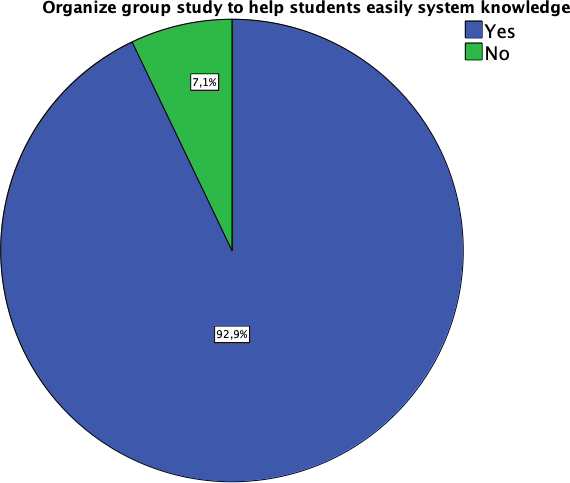 Organize group study to help students easily system knowledge
Yes
No
7,1%
92,9%